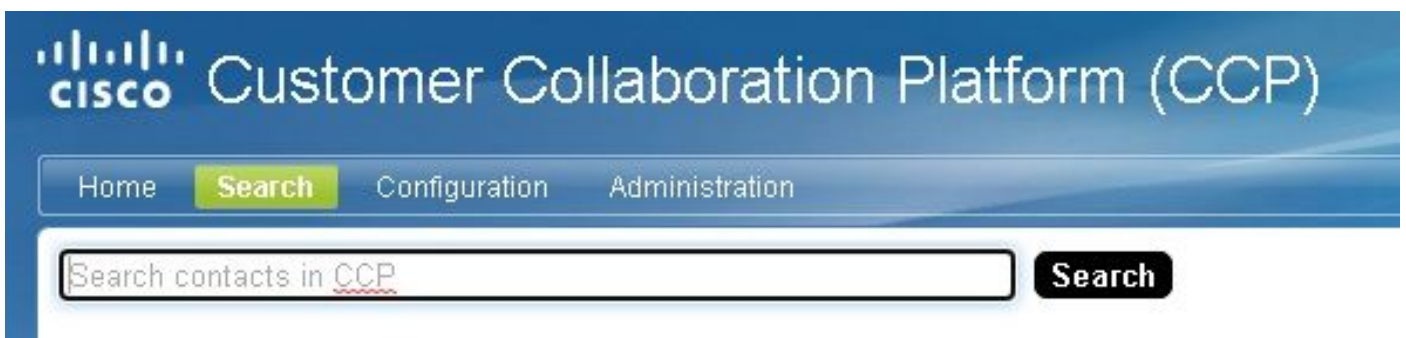 cisco Customer Collaboration Platform (CCP)
Home Search Configuration Administration
Search contacts in CCP Search